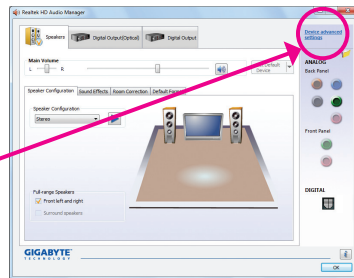 Realtek HD Audio Manager
Speakers
Digital Output(Optical)
Digital Output
Device advanced
settings
Main Volume
L
R
Device
ANALOG
Back Panel
Speaker Configuration
Sound Effects
Room Correction
Default Format
Speaker Configuration
Stereo
Front Panel
Full-range Speakers
Front left and right
Surround speakers
DIGITAL
GIGABYTE
TECHNOLOGY
OK